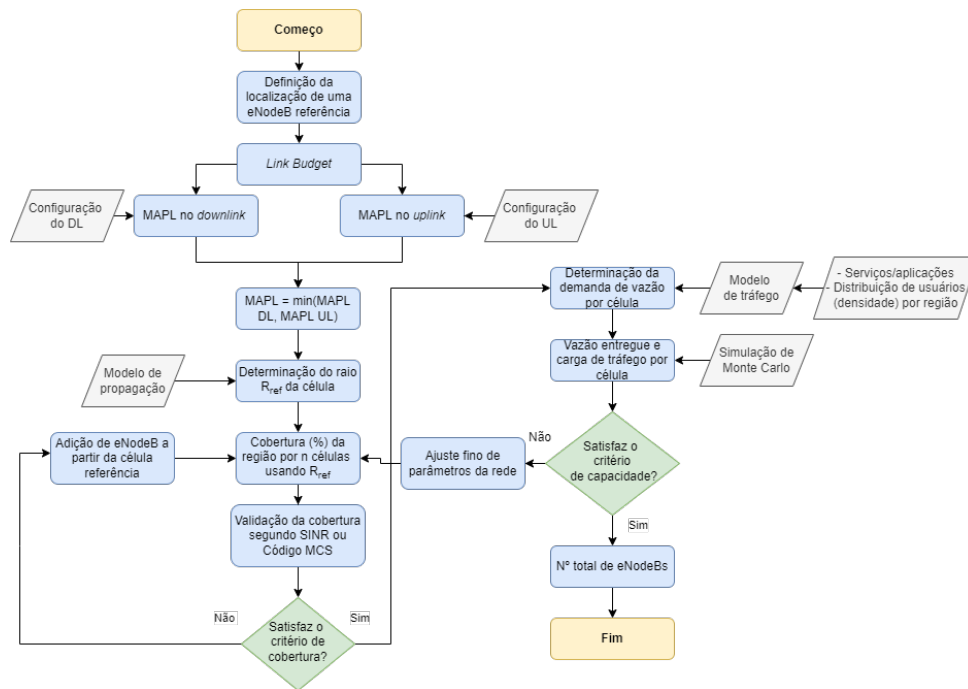 Começo
Definição da
localização de uma
eNodeB referência
Link Budget
Configuração
do DL
MAPL no downlink
MAPL no uplink
Configuração
do UL
MAPL = min(MAPL
DL, MAPL UL)
Modelo de
propagação
Determinação do raio
Rref da célula
Adição de eNodeB a
partir da célula
referência
Cobertura (%) da
região por n células
usando Rref
Validação da cobertura
segundo SINR ou
Código MCS
Não
Satisfaz o
critério de
cobertura?
Sim
Determinação da
demanda de vazão
por célula
Modelo
de tráfego
- Serviços/aplicações
- Distribuição de usuários
(densidade) por região
Vazão entregue e
carga de tráfego por
célula
Simulação de
Monte Carlo
Satisfaz o
critério
de capacidade?
Não
Ajuste fino de
parâmetros da rede
Sim
Nº total de eNodeBs
Fim